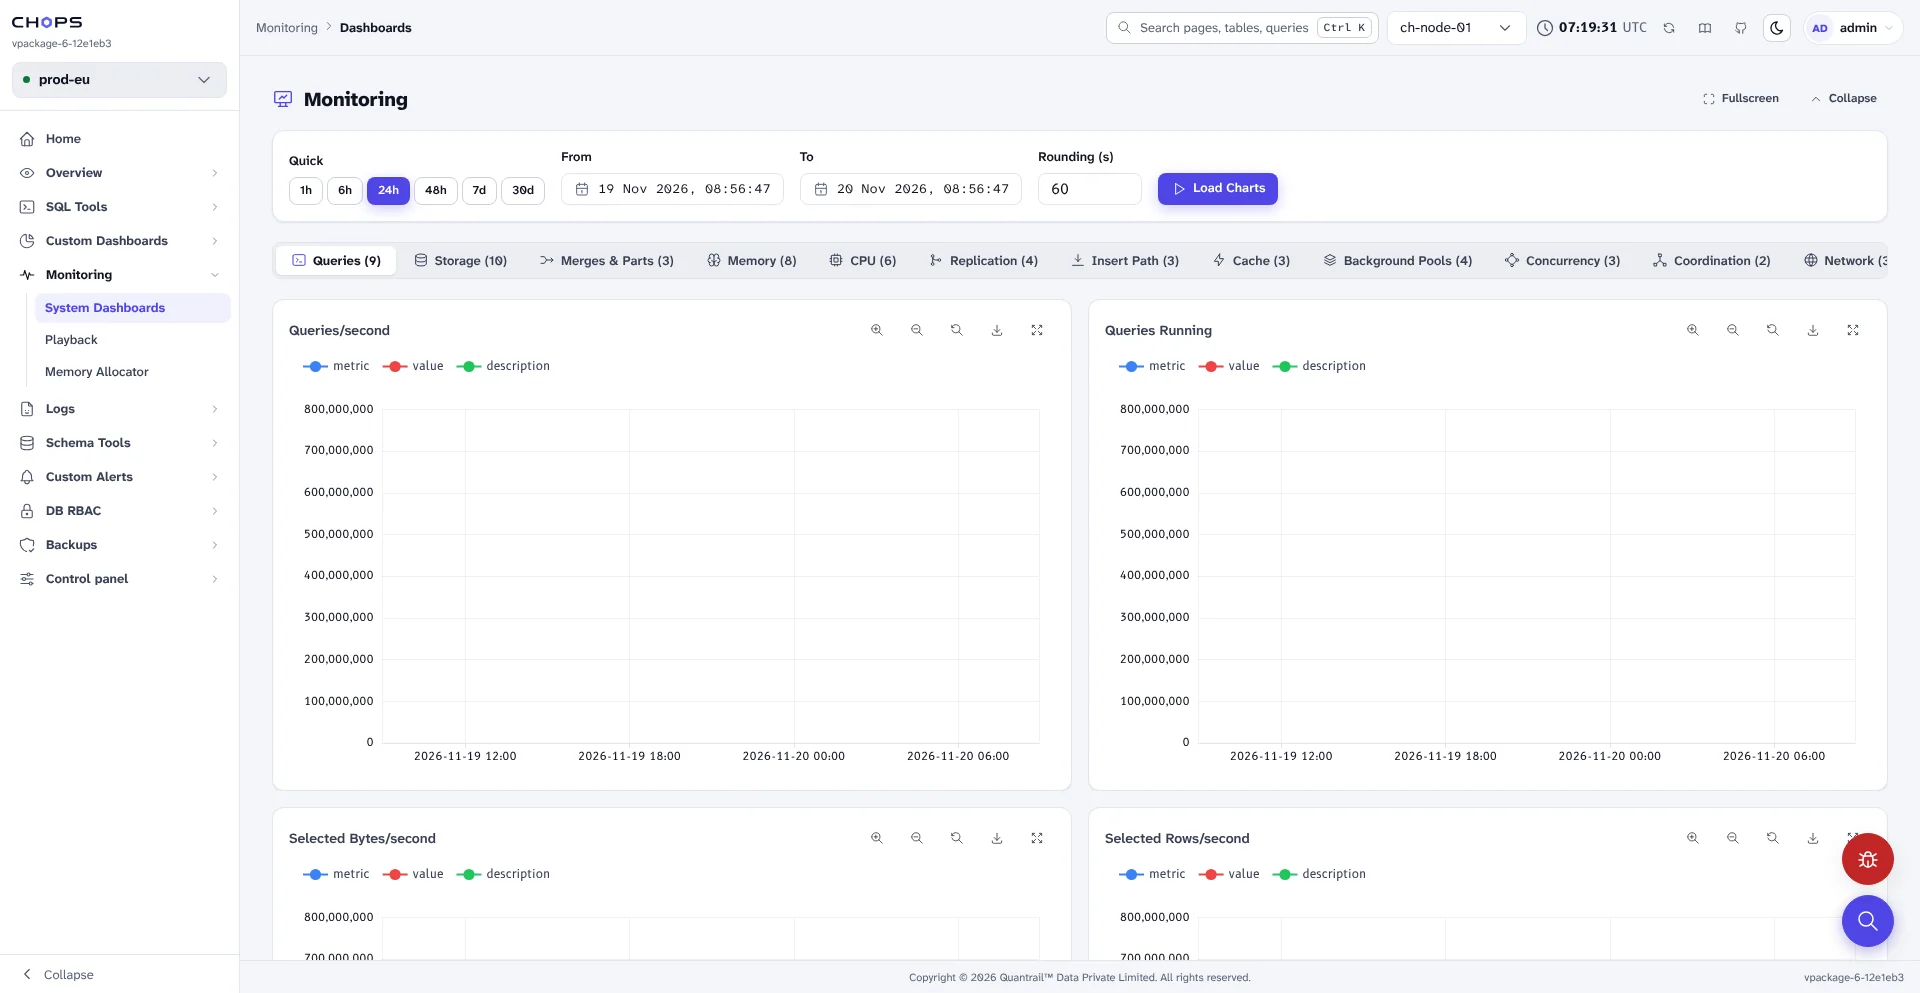 CHOPS
vpackage-6-12e1eb3
prod-eu
Home
Overview
SQL Tools
Custom Dashboards
Monitoring
System Dashboards
Playback
Memory Allocator
Logs
Schema Tools
Custom Alerts
DB RBAC
Backups
Control panel
Collapse
Monitoring > Dashboards
Search pages, tables, queries Ctrl K
ch-node-01
07:19:31 UTC
AD admin
Monitoring
Fullscreen
Collapse
Quick
1h 6h 24h 48h 7d 30d
From
19 Nov 2026, 08:56:47
To
20 Nov 2026, 08:56:47
Rounding (s)
60
Load Charts
Queries (9) Storage (10) Merges & Parts (3) Memory (8) CPU (6) Replication (4) Insert Path (3) Cache (3) Background Pools (4) Concurrency (3) Coordination (2) Network (3
Queries/second
metric value description
800,000,000
700,000,000
600,000,000
500,000,000
400,000,000
300,000,000
200,000,000
100,000,000
0
2026-11-19 12:00 2026-11-19 18:00 2026-11-20 00:00 2026-11-20 06:00
Queries Running
metric value description
800,000,000
700,000,000
600,000,000
500,000,000
400,000,000
300,000,000
200,000,000
100,000,000
0
2026-11-19 12:00 2026-11-19 18:00 2026-11-20 00:00 2026-11-20 06:00
Selected Bytes/second
metric value description
800,000,000
700,000,000
Selected Rows/second
metric value description
800,000,000
700,000,000
Copyright © 2026 Quantrail™ Data Private Limited. All rights reserved.
vpackage-6-12e1eb3